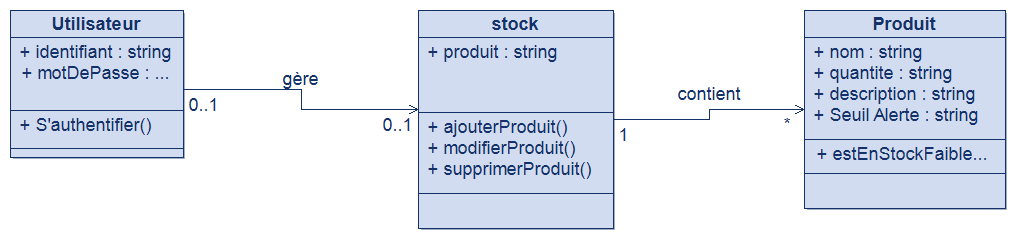 Utilisateur
+ identifiant : string
+ motDePasse : ...
+ S'authentifier()
gère
0..1
0..1
stock
+ produit : string
+ ajouterProduit()
+ modifierProduit()
+ supprimerProduit()
contient
1
*
Produit
+ nom : string
+ quantite : string
+ description : string
+ Seuil Alerte : string
+ estEnStockFaible...